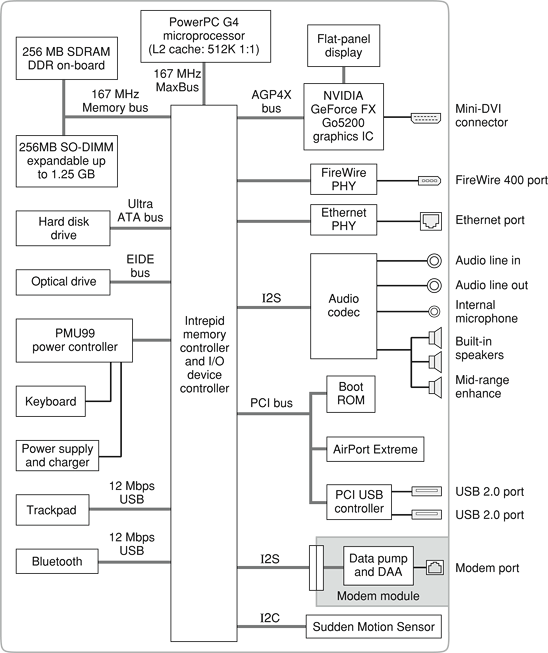 PowerPC G4
microprocessor
(L2 cache: 512K 1:1)
256 MB SDRAM
DDR on-board
Flat-panel
display
167 MHz
MaxBus
167 MHz
Memory bus
AGP4X
bus
NVIDIA
GeForce FX
Go5200
graphics IC
Mini-DVI
connector
256MB SO-DIMM
expandable up
to 1.25 GB
FireWire
PHY
FireWire 400 port
Ultra
ATA bus
Hard disk
drive
Ethernet
PHY
Ethernet port
EIDE
bus
Optical drive
Audio line in
Audio line out
I2S
Audio
codec
Internal
microphone
Built-in
speakers
Mid-range
enhance
Intrepid
memory
controller
and I/O
device
controller
PMU99
power controller
Keyboard
Power supply
and charger
PCI bus
Boot
ROM
AirPort Extreme
PCI USB
controller
USB 2.0 port
USB 2.0 port
12 Mbps
USB
Trackpad
12 Mbps
USB
Bluetooth
I2S
Data pump
and DAA
Modem port
Modem module
I2C
Sudden Motion Sensor